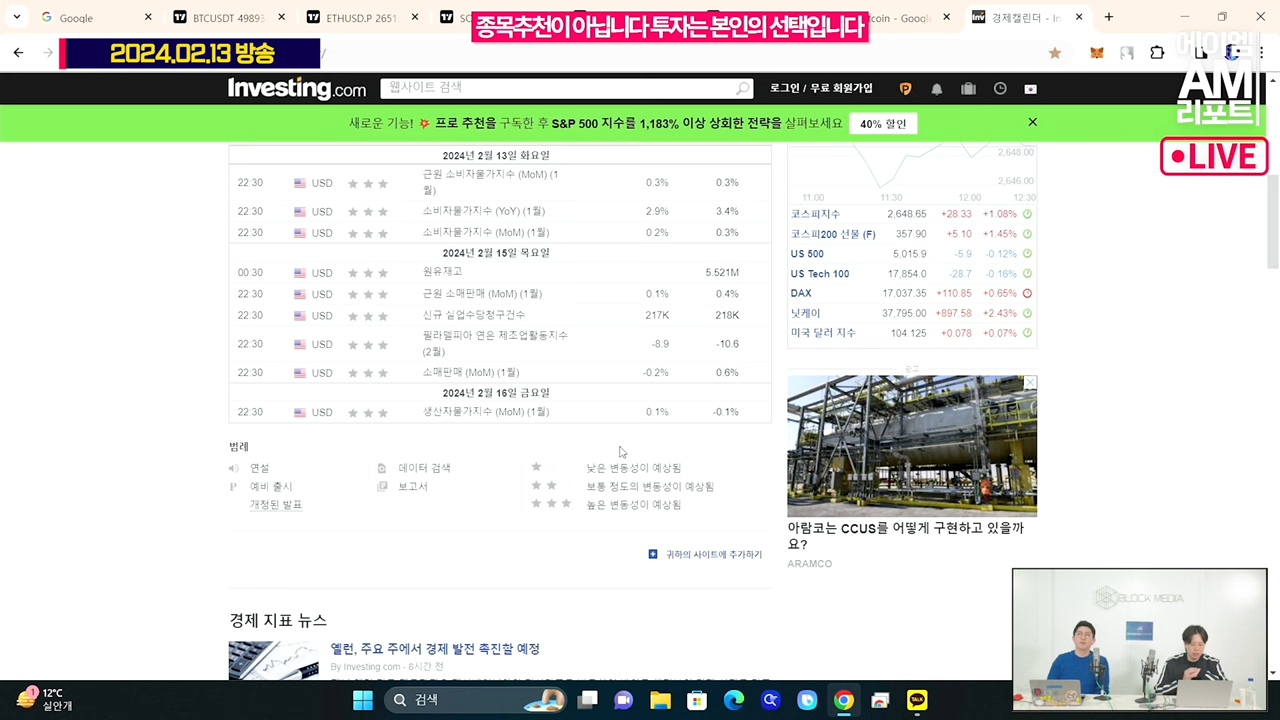 Google
BTCUSDT 4989
ETHUSD.P 2651
SO
coin - Google
경제캘린더 - In
종목추천이 아닙니다 투자는 본인의 선택입니다
2024.02.13 방송
에이엠
AM
리포트
LIVE
Investing.com
웹사이트 검색
로그인 / 무료 회원가입
새로운 기능! 💥 프로 추천을 구독한 후 S&P 500 지수를 1,183% 이상 상회한 전략을 살펴보세요
40% 할인
2024년 2월 13일 화요일
22:30 USD 근원 소비자물가지수 (MoM) (1월) 0.3% 0.3%
22:30 USD 소비자물가지수 (YoY) (1월) 2.9% 3.4%
22:30 USD 소비자물가지수 (MoM) (1월) 0.2% 0.3%
2024년 2월 15일 목요일
00:30 USD 원유재고 5.521M
22:30 USD 근원 소매판매 (MoM) (1월) 0.1% 0.4%
22:30 USD 신규 실업수당청구건수 217K 218K
22:30 USD 필라델피아 연은 제조업활동지수 (2월) -8.9 -10.6
22:30 USD 소매판매 (MoM) (1월) -0.2% 0.6%
2024년 2월 16일 금요일
22:30 USD 생산자물가지수 (MoM) (1월) 0.1% -0.1%
2,648.00
2,646.00
11:00 11:30 12:00 12:30
코스피지수 2,648.65 +28.33 +1.08%
코스피200 선물 (F) 357.90 +5.10 +1.45%
US 500 5,015.9 -5.9 -0.12%
US Tech 100 17,854.0 -28.7 -0.16%
DAX 17,037.35 +110.85 +0.65%
닛케이 37,795.00 +897.58 +2.43%
미국 달러 지수 104.125 +0.078 +0.07%
광고
아람코는 CCUS를 어떻게 구현하고 있을까
요?
ARAMCO
범례
연설
데이터 검색
낮은 변동성이 예상됨
예비 출시
보고서
보통 정도의 변동성이 예상됨
개정된 발표
높은 변동성이 예상됨
귀하의 사이트에 추가하기
경제 지표 뉴스
옐런, 주요 주에서 경제 발전 촉진할 예정
By Investing.com - 8시간 전
BLOCK MEDIA
1
12°C
실안개
검색
TALK